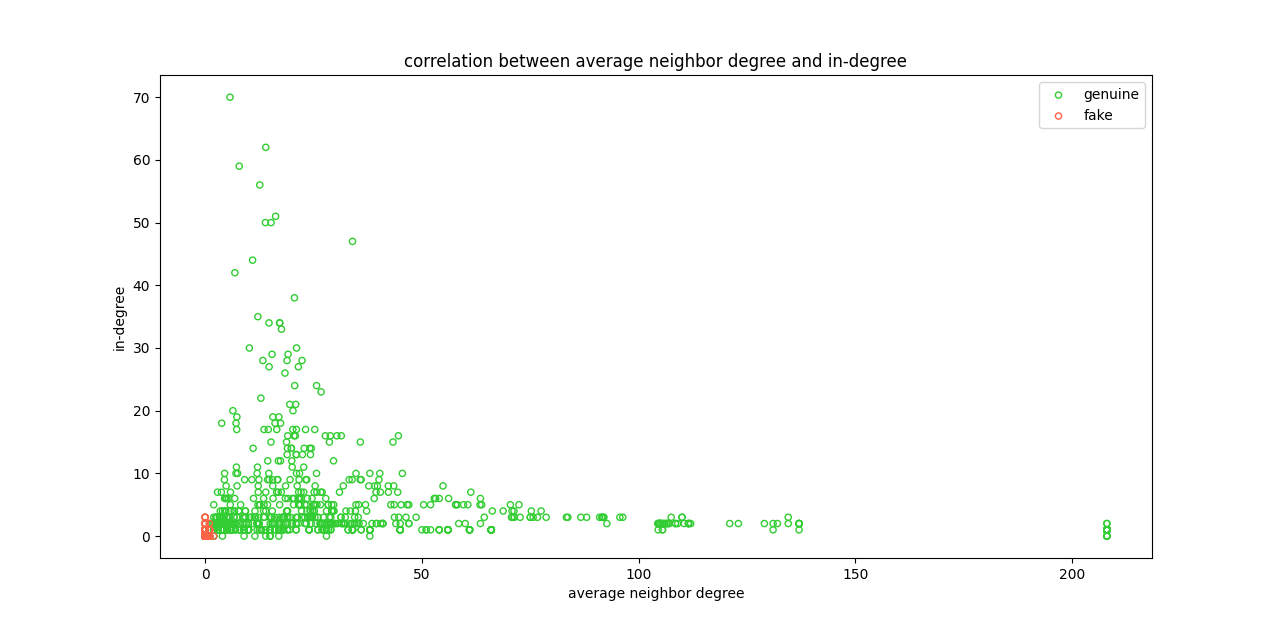 correlation between average neighbor degree and in-degree
genuine
fake
in-degree
70
60
50
40
30
20
10
0
0 50 100 150 200
average neighbor degree